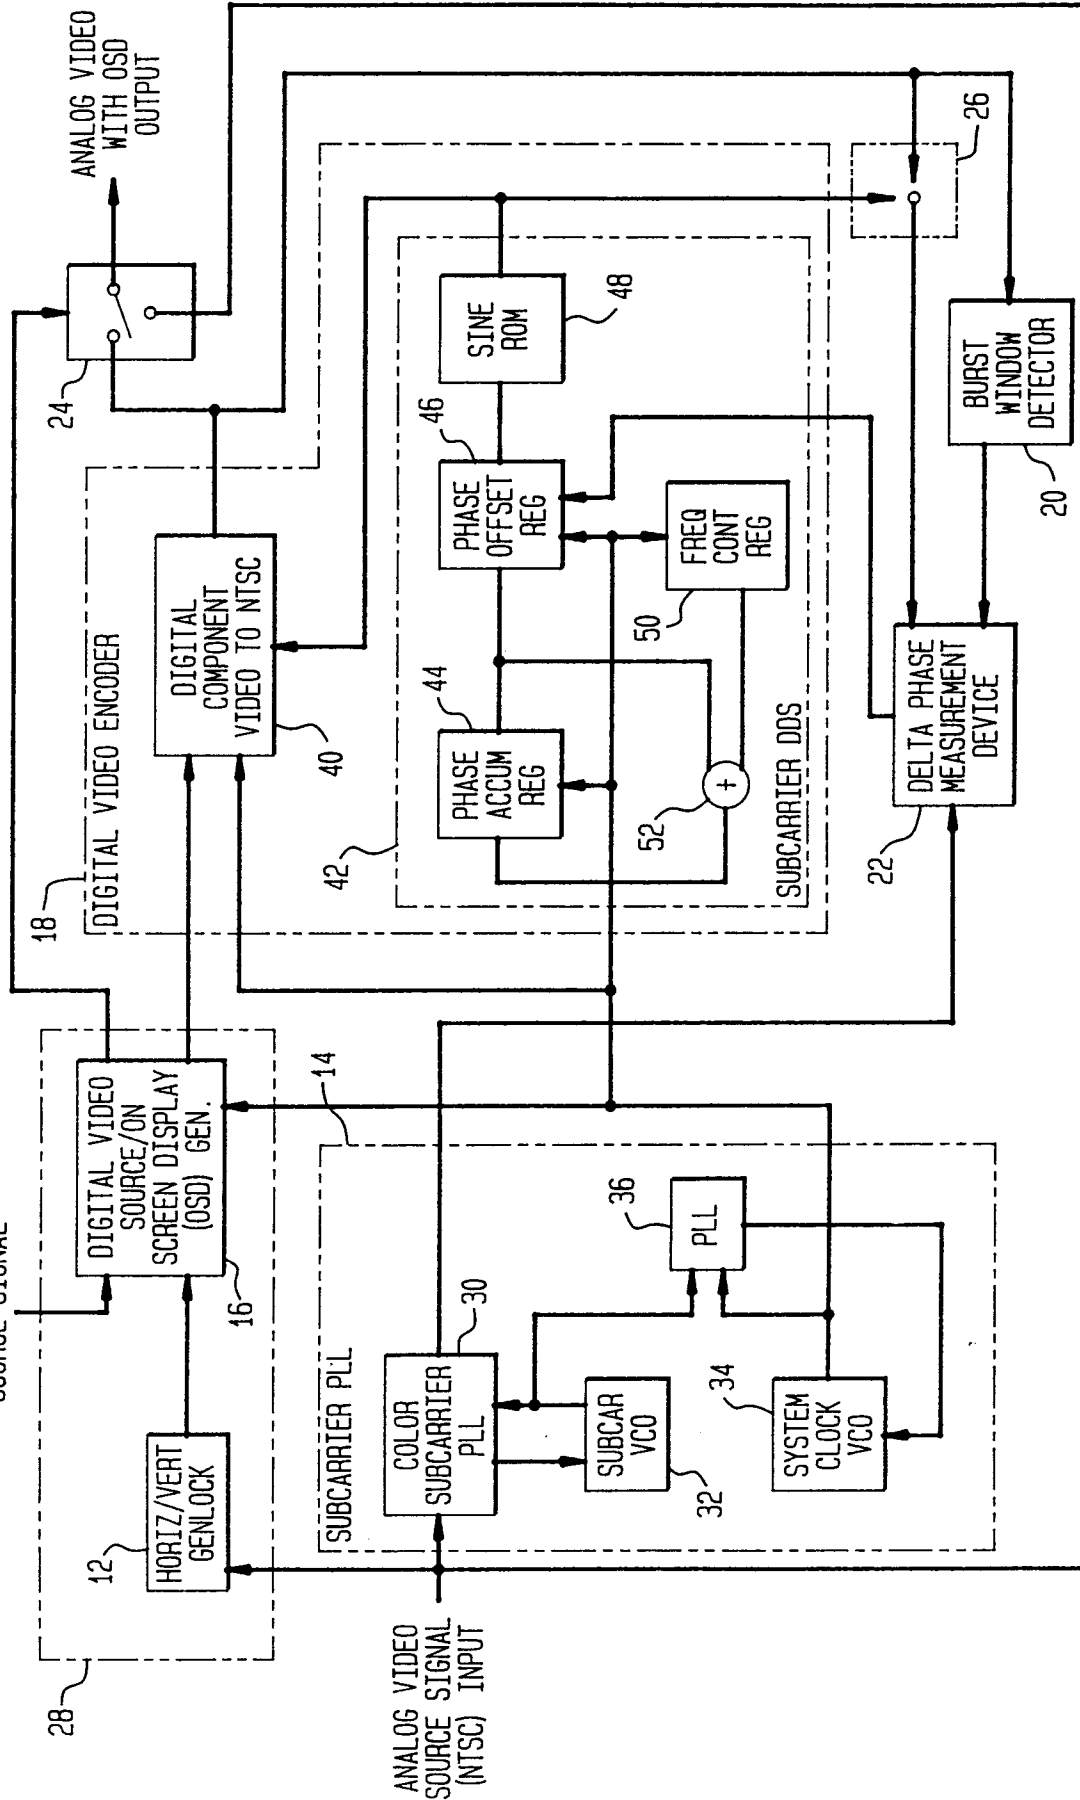 SOURCE SIGNAL
28
12
HORIZ/VERT
GENLOCK
DIGITAL VIDEO
SOURCE/ON
SCREEN DISPLAY
(OSD) GEN.
16
18
DIGITAL VIDEO ENCODER
DIGITAL
COMPONENT
VIDEO TO NTSC
40
24
ANALOG VIDEO
WITH OSD
OUTPUT
ANALOG VIDEO
SOURCE SIGNAL
(NTSC) INPUT
SUBCARRIER PLL
14
COLOR
SUBCARRIER
PLL
30
SUBCAR
VCO
32
34
SYSTEM
CLOCK
VCO
36
PLL
42
44
PHASE
ACCUM
REG
46
PHASE
OFFSET
REG
SINE
ROM
48
50
FREQ
CONT
REG
52
+
SUBCARRIER DDS
22
DELTA PHASE
MEASUREMENT
DEVICE
BURST
WINDOW
DETECTOR
20
26